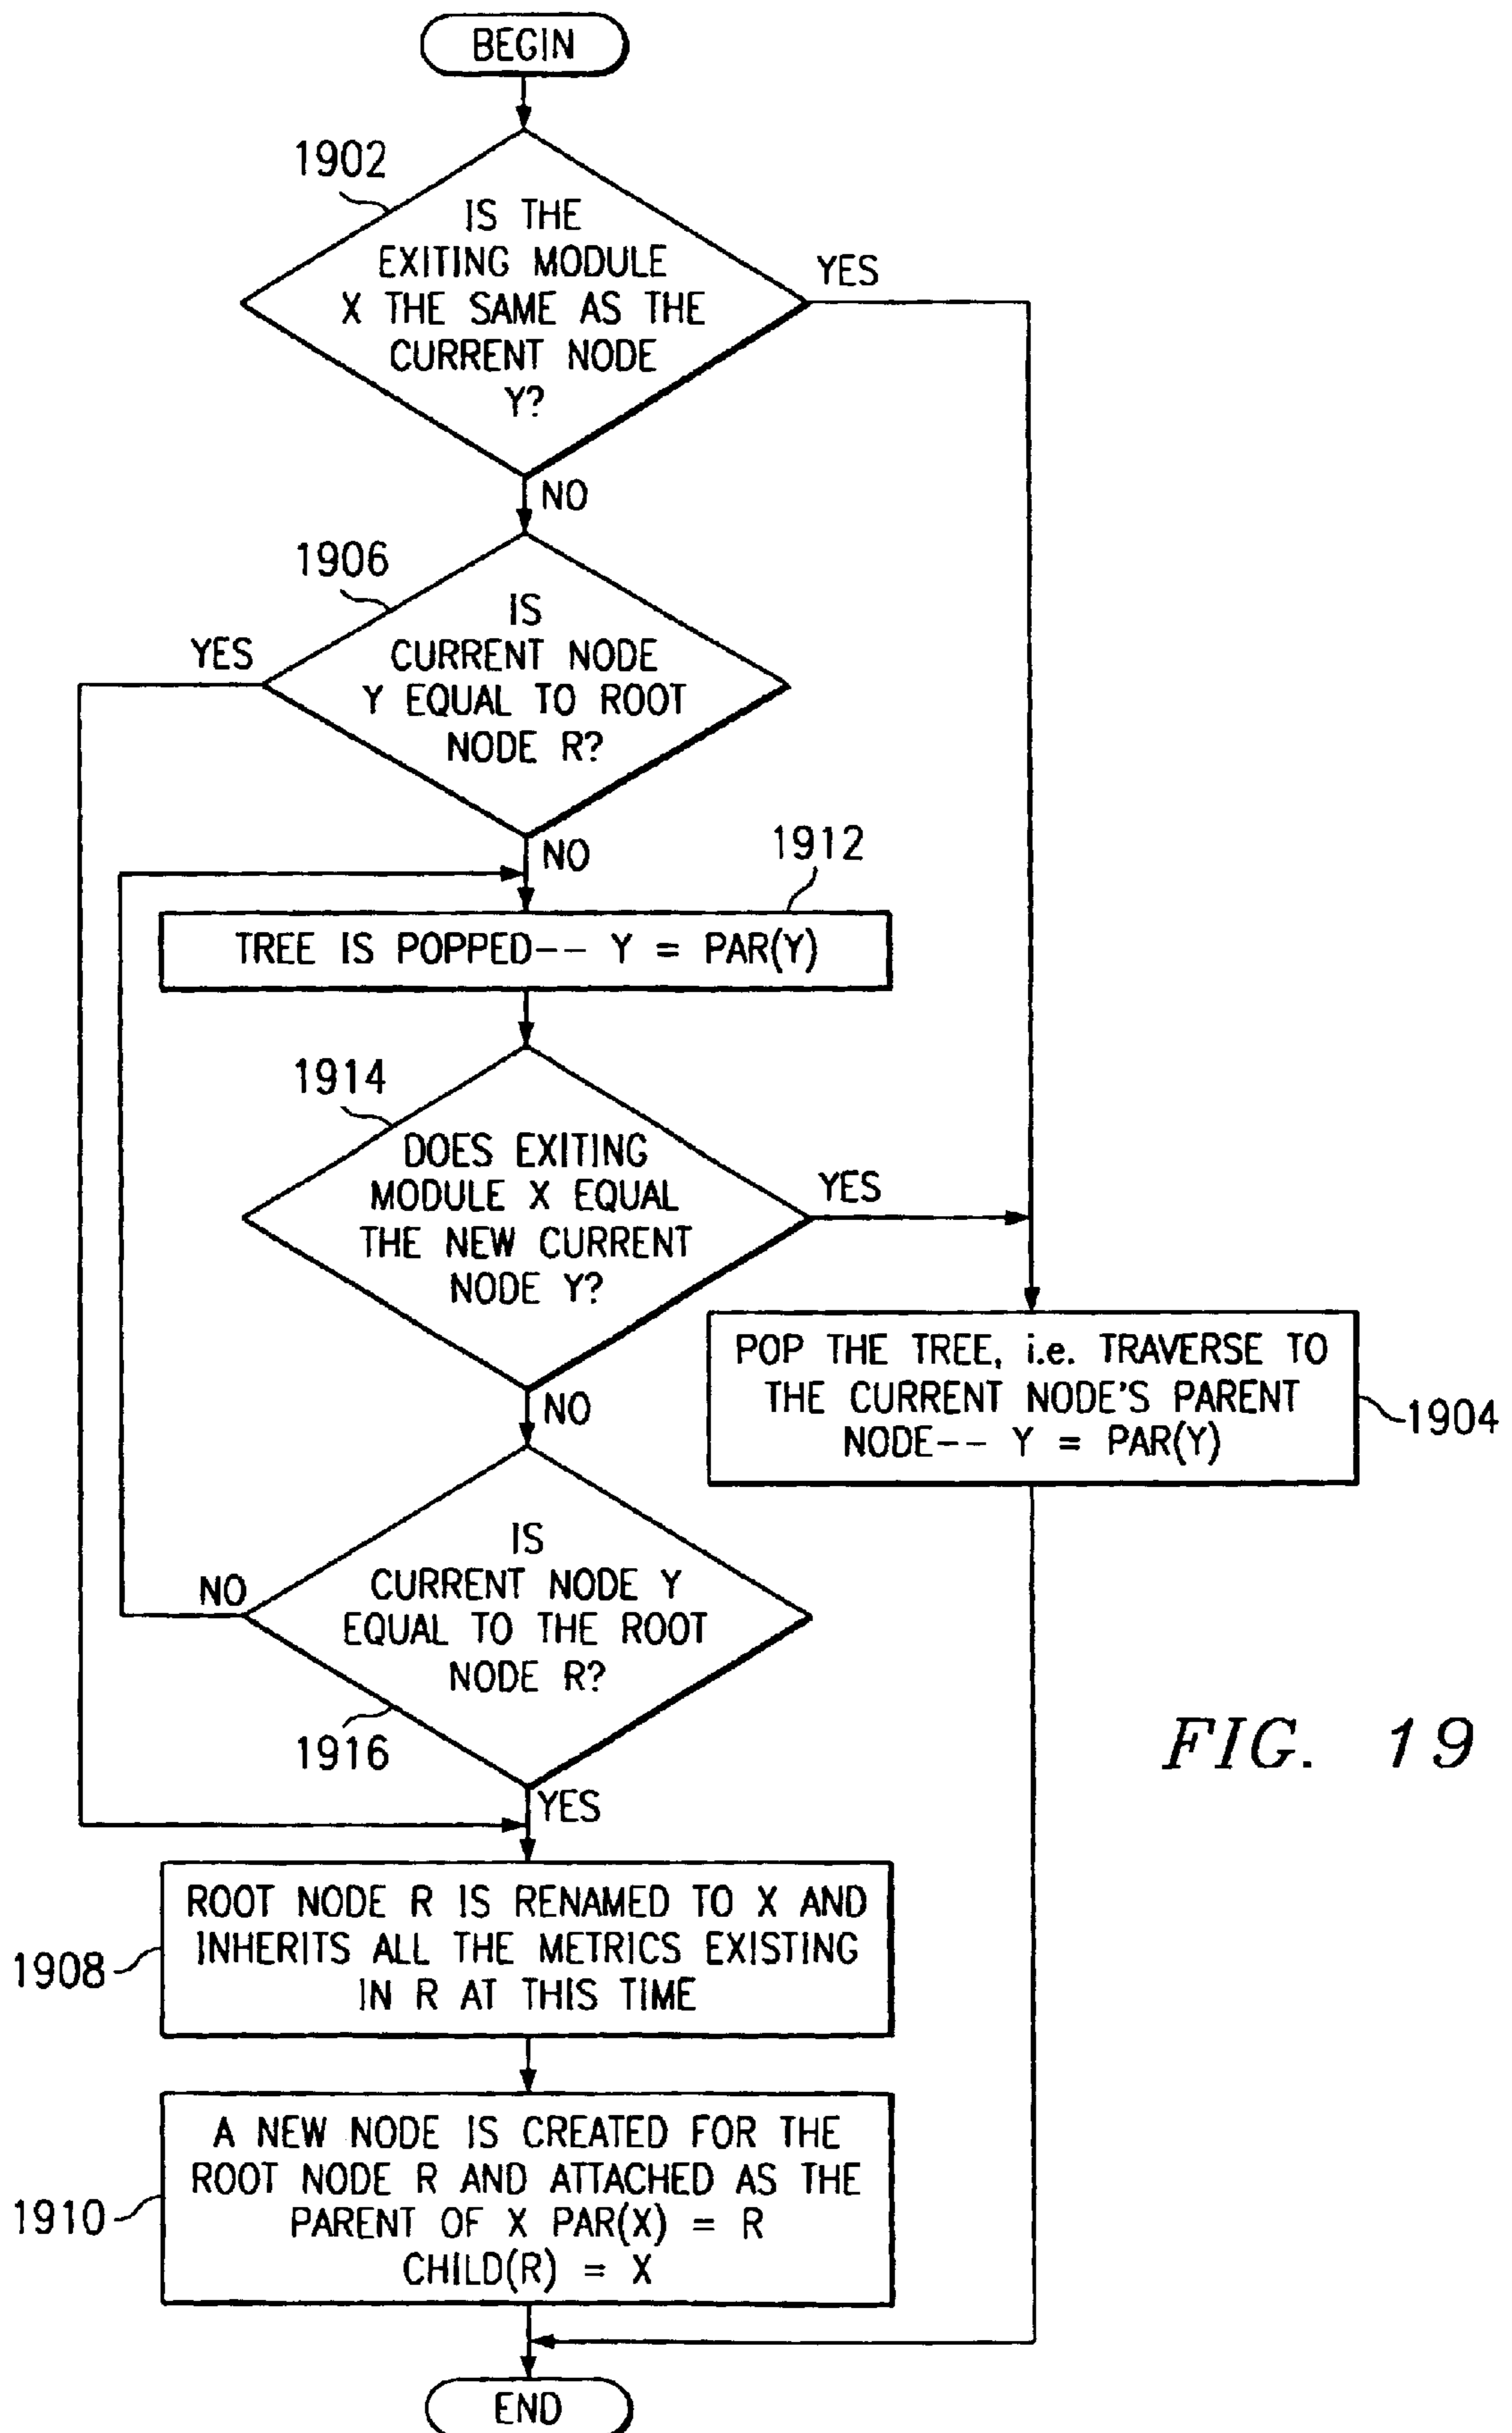 BEGIN
1902
IS THE
EXITING MODULE
X THE SAME AS THE
CURRENT NODE
Y?
YES
NO
1906
IS
CURRENT NODE
Y EQUAL TO ROOT
NODE R?
YES
NO
1912
TREE IS POPPED-- Y = PAR(Y)
1914
DOES EXITING
MODULE X EQUAL
THE NEW CURRENT
NODE Y?
YES
NO
POP THE TREE, i.e. TRAVERSE TO
THE CURRENT NODE'S PARENT
NODE-- Y = PAR(Y)
1904
IS
CURRENT NODE Y
EQUAL TO THE ROOT
NODE R?
NO
1916
YES
FIG. 19
ROOT NODE R IS RENAMED TO X AND
INHERITS ALL THE METRICS EXISTING
IN R AT THIS TIME
1908
A NEW NODE IS CREATED FOR THE
ROOT NODE R AND ATTACHED AS THE
PARENT OF X PAR(X) = R
CHILD(R) = X
1910
END